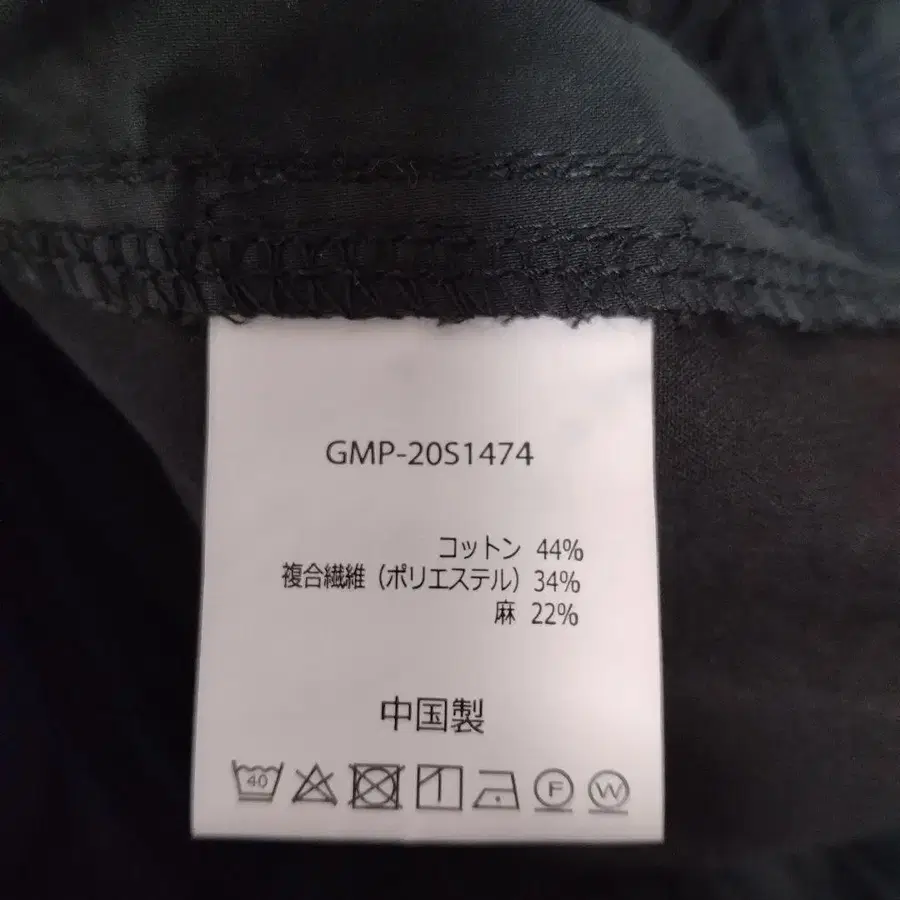 GMP-20S1474
コットン 44%
複合繊維（ポリエステル）34%
麻 22%
中国製
40 F W